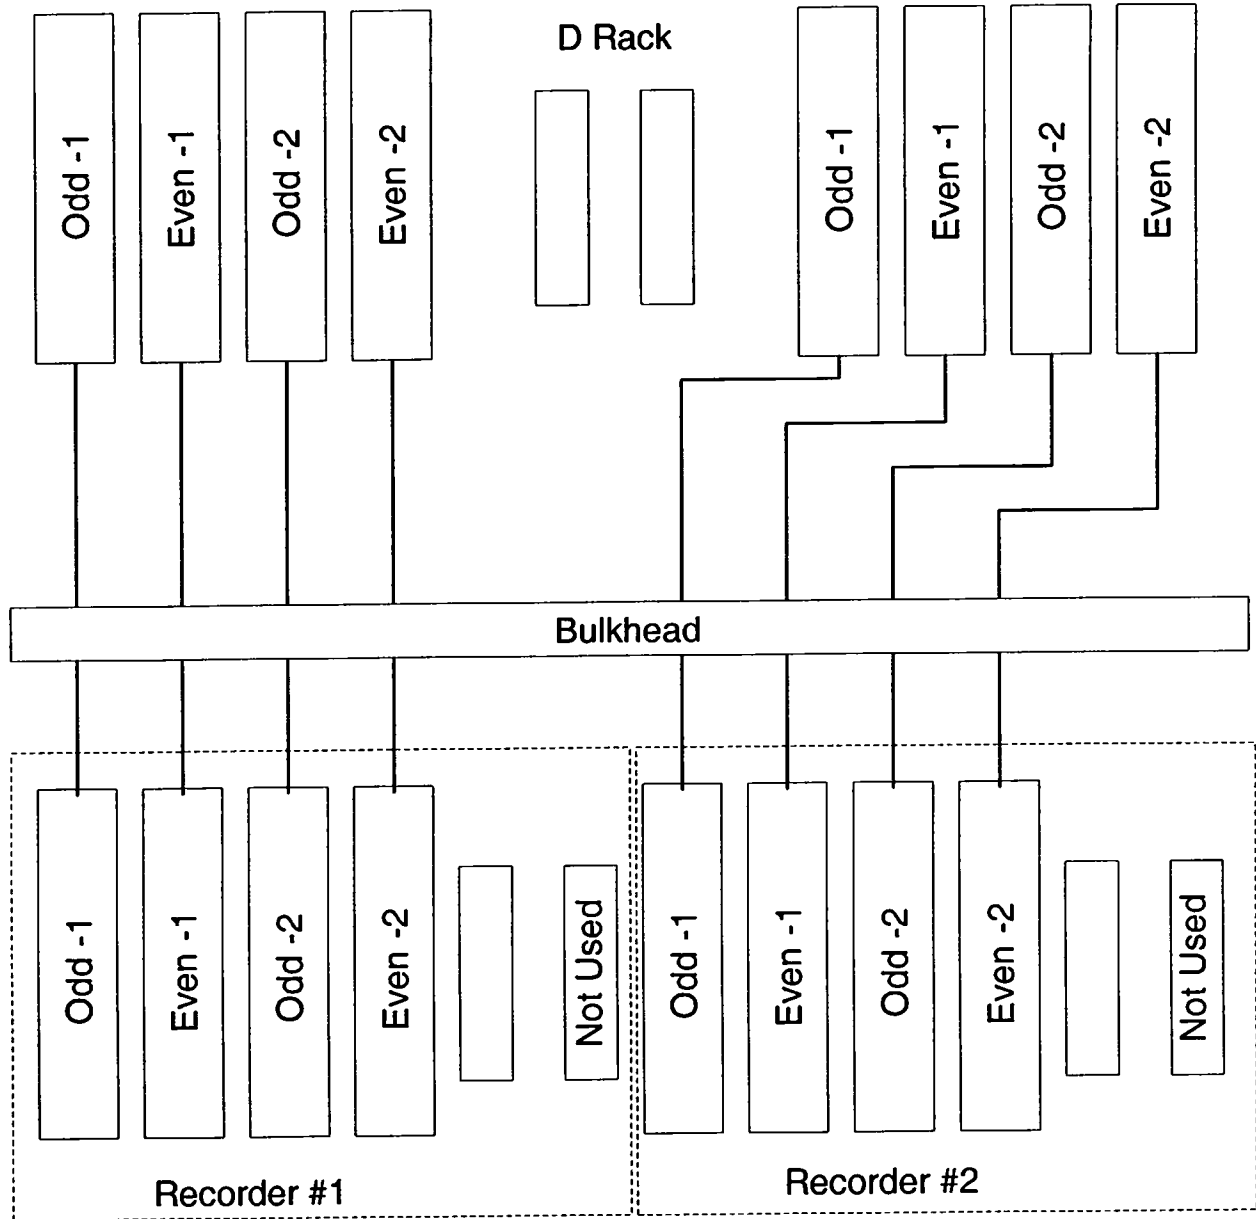 D Rack
Odd -1
Even -1
Odd -2
Even -2
Odd -1
Even -1
Odd -2
Even -2
Bulkhead
Odd -1
Even -1
Odd -2
Even -2
Not Used
Odd -1
Even -1
Odd -2
Even -2
Not Used
Recorder #1
Recorder #2